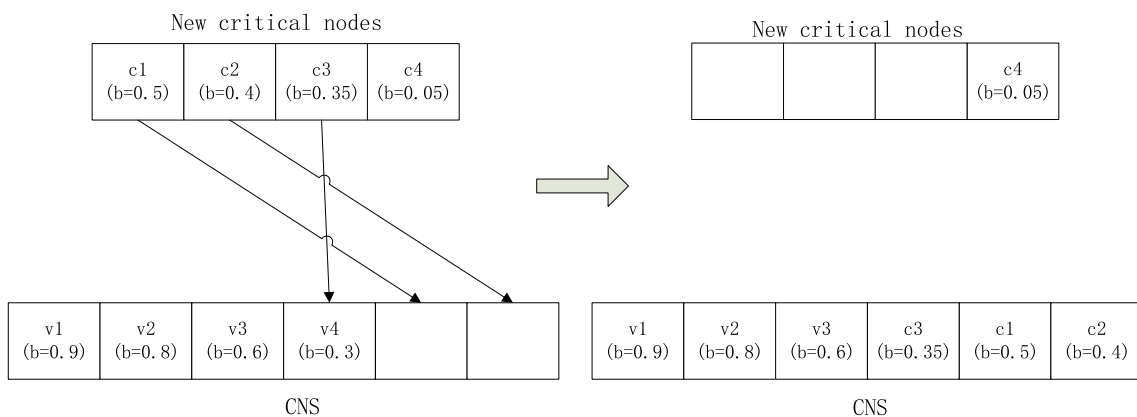 New critical nodes
c1 c2 c3 c4
(b=0.5) (b=0.4) (b=0.35) (b=0.05)
v1 v2 v3 v4
(b=0.9) (b=0.8) (b=0.6) (b=0.3)
CNS
New critical nodes
c4
(b=0.05)
v1 v2 v3 c3 c1 c2
(b=0.9) (b=0.8) (b=0.6) (b=0.35) (b=0.5) (b=0.4)
CNS